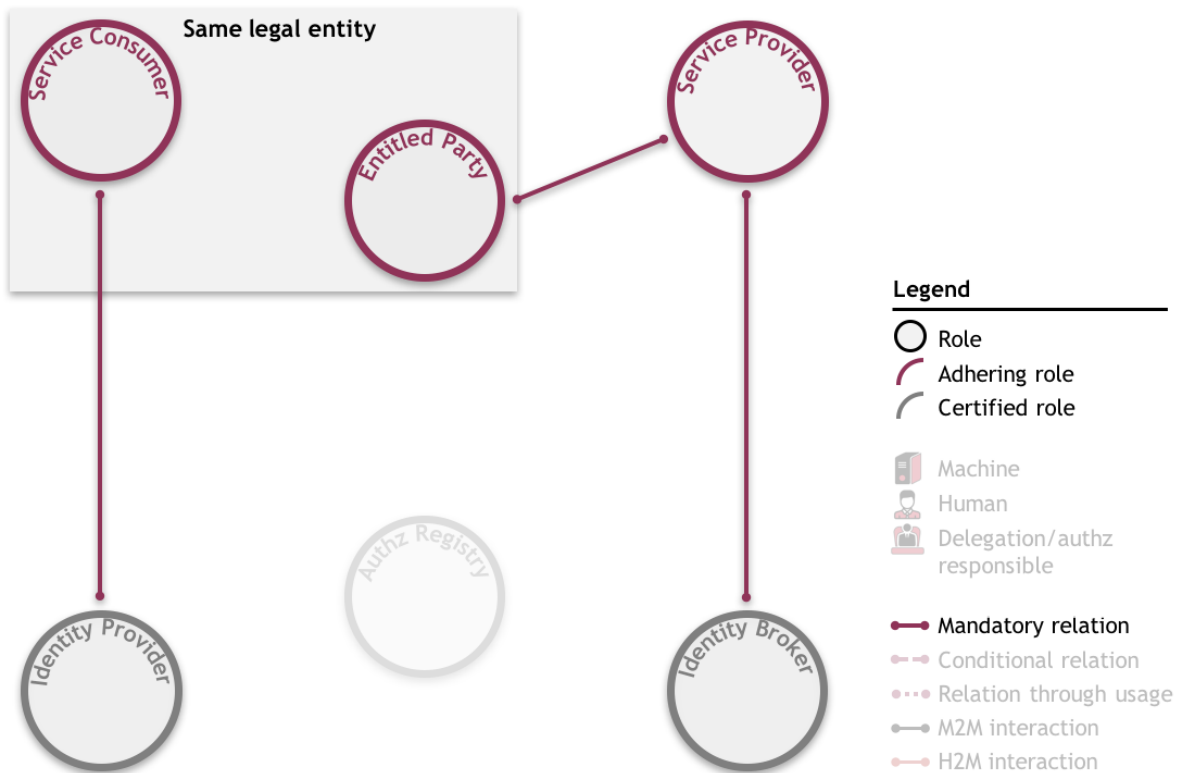 Same legal entity
Service Consumer
Service Provider
Entitled Party
Legend
Role
Adhering role
Certified role
Machine
Human
Delegation/authz
responsible
Authz Registry
Identity Provider
Identity Broker
Mandatory relation
Conditional relation
Relation through usage
M2M interaction
H2M interaction